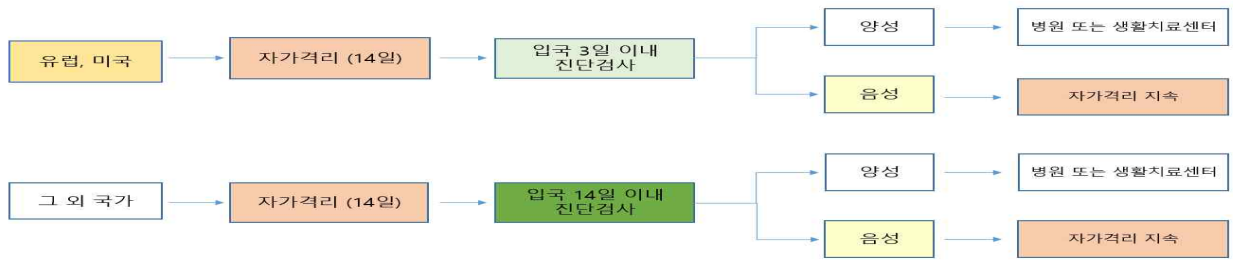 유럽, 미국
자가격리 (14일)
입국 3일 이내
진단검사
양성
병원 또는 생활치료센터
음성
자가격리 지속
그 외 국가
자가격리 (14일)
입국 14일 이내
진단검사
양성
병원 또는 생활치료센터
음성
자가격리 지속